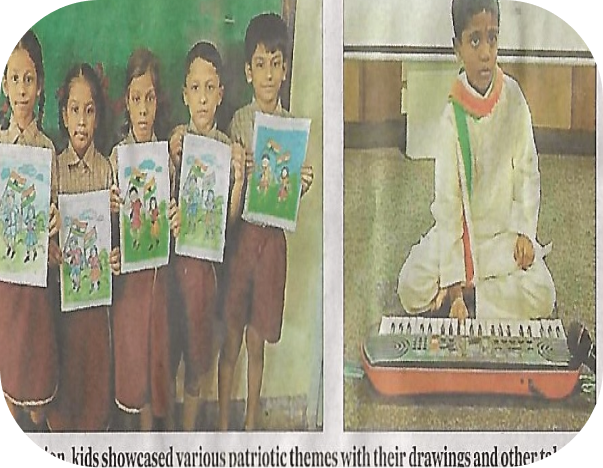 kids showcased various patriotic themes with their drawings and other